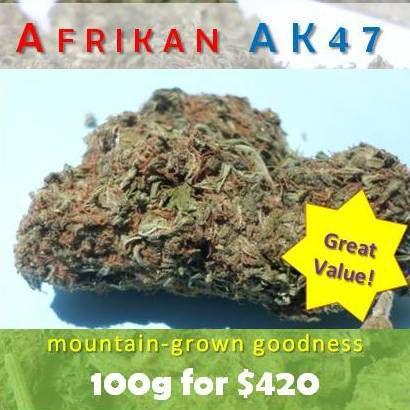 AFRIKAN AK47
Great
Value!
mountain-grown goodness
100g for $420